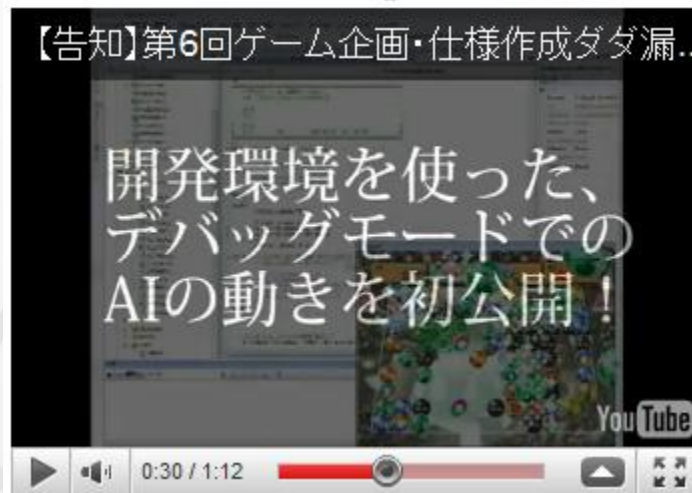 【告知】第6回ゲーム企画・仕様作成ダダ漏...
開発環境を使った、
デバッグモードでの
AIの動きを初公開！
YouTube
0:30 / 1:12